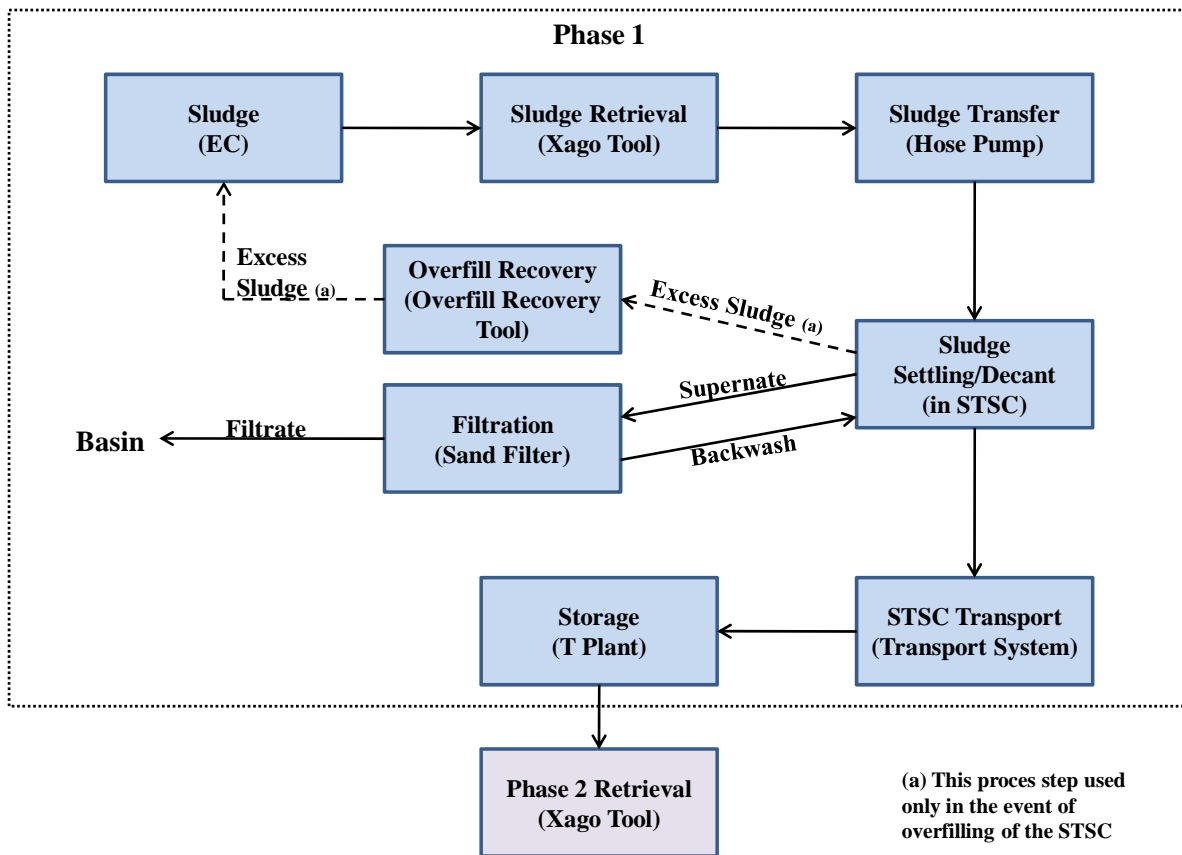 Phase 1
Sludge
(EC)
Sludge Retrieval
(Xago Tool)
Sludge Transfer
(Hose Pump)
Excess
Sludge (a)
Overfill Recovery
(Overfill Recovery
Tool)
Excess Sludge (a)
Sludge
Settling/Decant
(in STSC)
Supernate
Basin
Filtrate
Filtration
(Sand Filter)
Backwash
Storage
(T Plant)
STSC Transport
(Transport System)
Phase 2 Retrieval
(Xago Tool)
(a) This proces step used
only in the event of
overfilling of the STSC